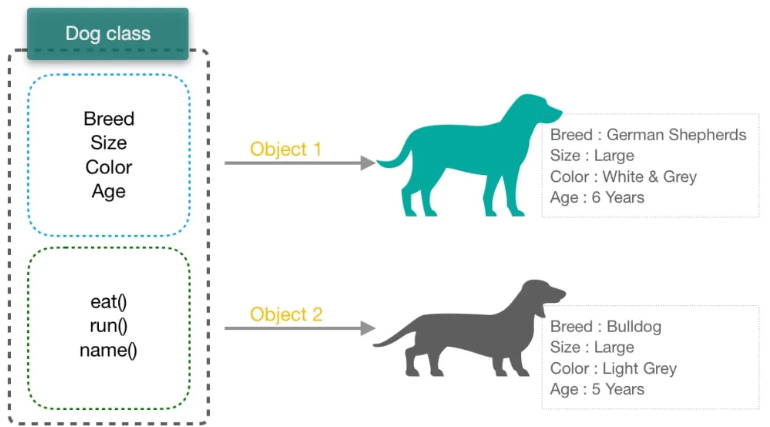 Dog class
Breed
Size
Color
Age
eat()
run()
name()
Object 1
Breed : German Shepherds
Size : Large
Color : White & Grey
Age : 6 Years
Object 2
Breed : Bulldog
Size : Large
Color : Light Grey
Age : 5 Years